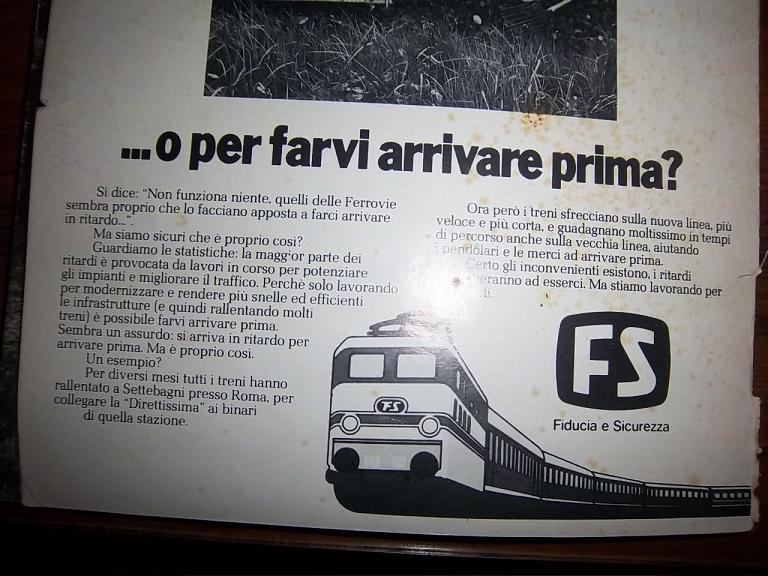 ...o per farvi arrivare prima?
Si dice: “Non funziona niente, quelli delle Ferrovie
sembra proprio che lo facciano apposta a farci arrivare
in ritardo...”.
Ma siamo sicuri che è proprio così?
Guardiamo le statistiche: la maggior parte dei
ritardi è provocata da lavori in corso per potenziare
gli impianti e migliorare il traffico. Perchè solo lavorando
per modernizzare e rendere più snelle ed efficienti
le infrastrutture (e quindi rallentando molti
treni) è possibile farvi arrivare prima.
Sembra un assurdo: si arriva in ritardo per
arrivare prima. Ma è proprio così.
Un esempio?
Per diversi mesi tutti i treni hanno
rallentato a Settebagni presso Roma, per
collegare la “Direttissima” ai binari
di quella stazione.
Ora però i treni sfrecciano sulla nuova linea, più
veloce e più corta, e guadagnano moltissimo in tempi
di percorso anche sulla vecchia linea, aiutando
i pendolari e le merci ad arrivare prima.
Certo gli inconvenienti esistono, i ritardi
ad esserci. Ma stiamo lavorando per
FS
FS
Fiducia e Sicurezza